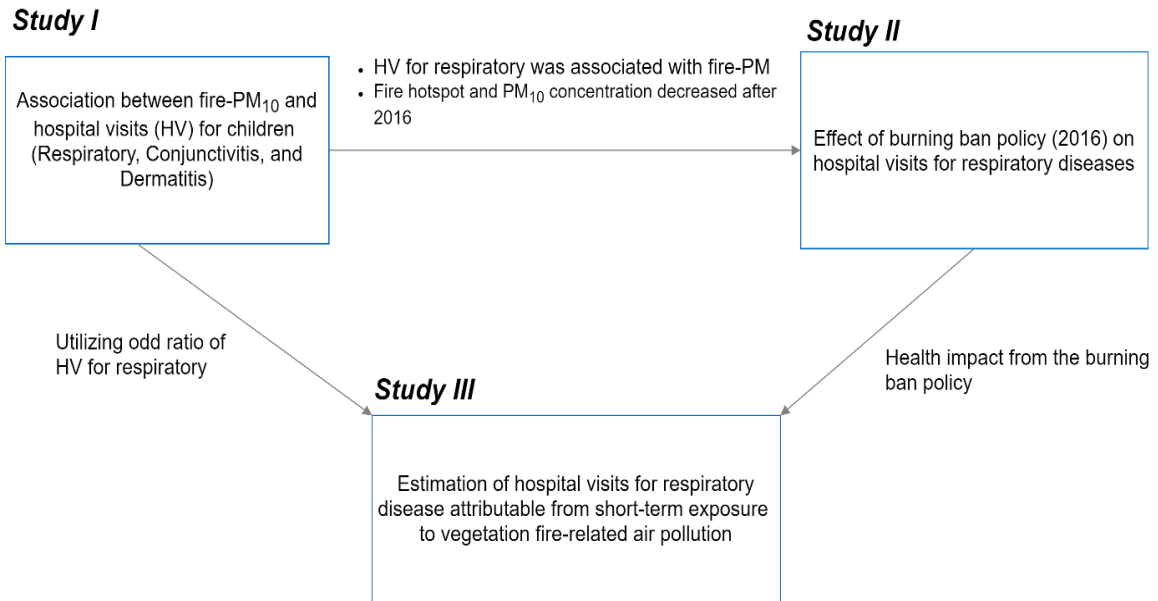 Study I
Association between fire-PM10 and
hospital visits (HV) for children
(Respiratory, Conjunctivitis, and
Dermatitis)
• HV for respiratory was associated with fire-PM
• Fire hotspot and PM10 concentration decreased after
2016
Study II
Effect of burning ban policy (2016) on
hospital visits for respiratory diseases
Utilizing odd ratio of
HV for respiratory
Health impact from the burning
ban policy
Study III
Estimation of hospital visits for respiratory
disease attributable from short-term exposure
to vegetation fire-related air pollution